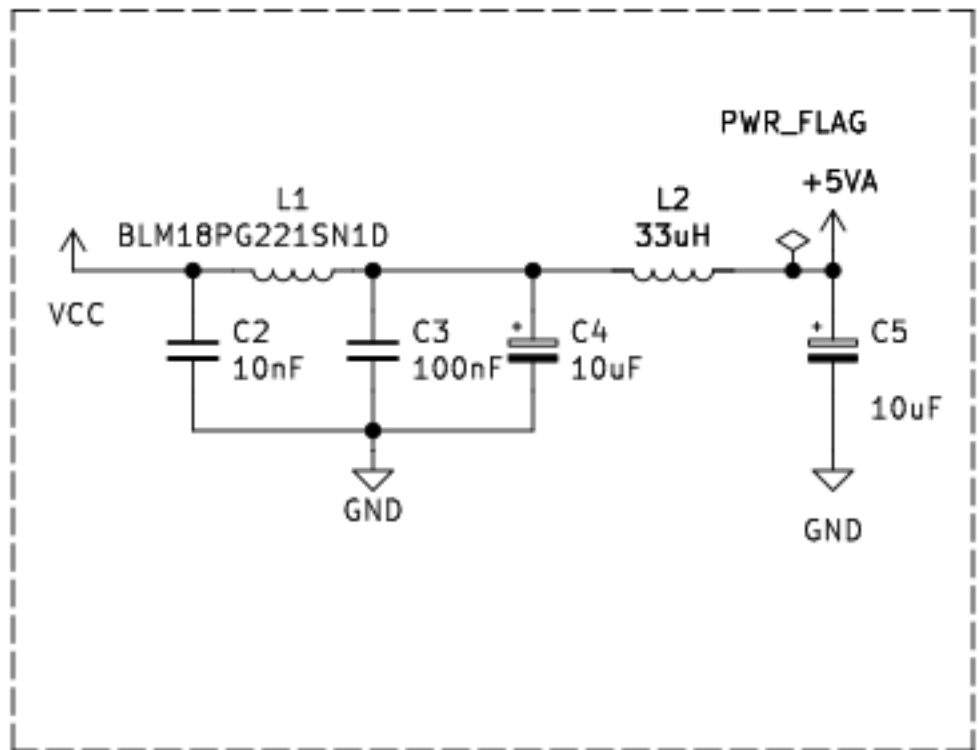 PWR_FLAG
+5VA
L1
BLM18PG221SN1D
L2
33uH
VCC
C2
10nF
C3
100nF
+
C4
10uF
+
C5
10uF
GND
GND